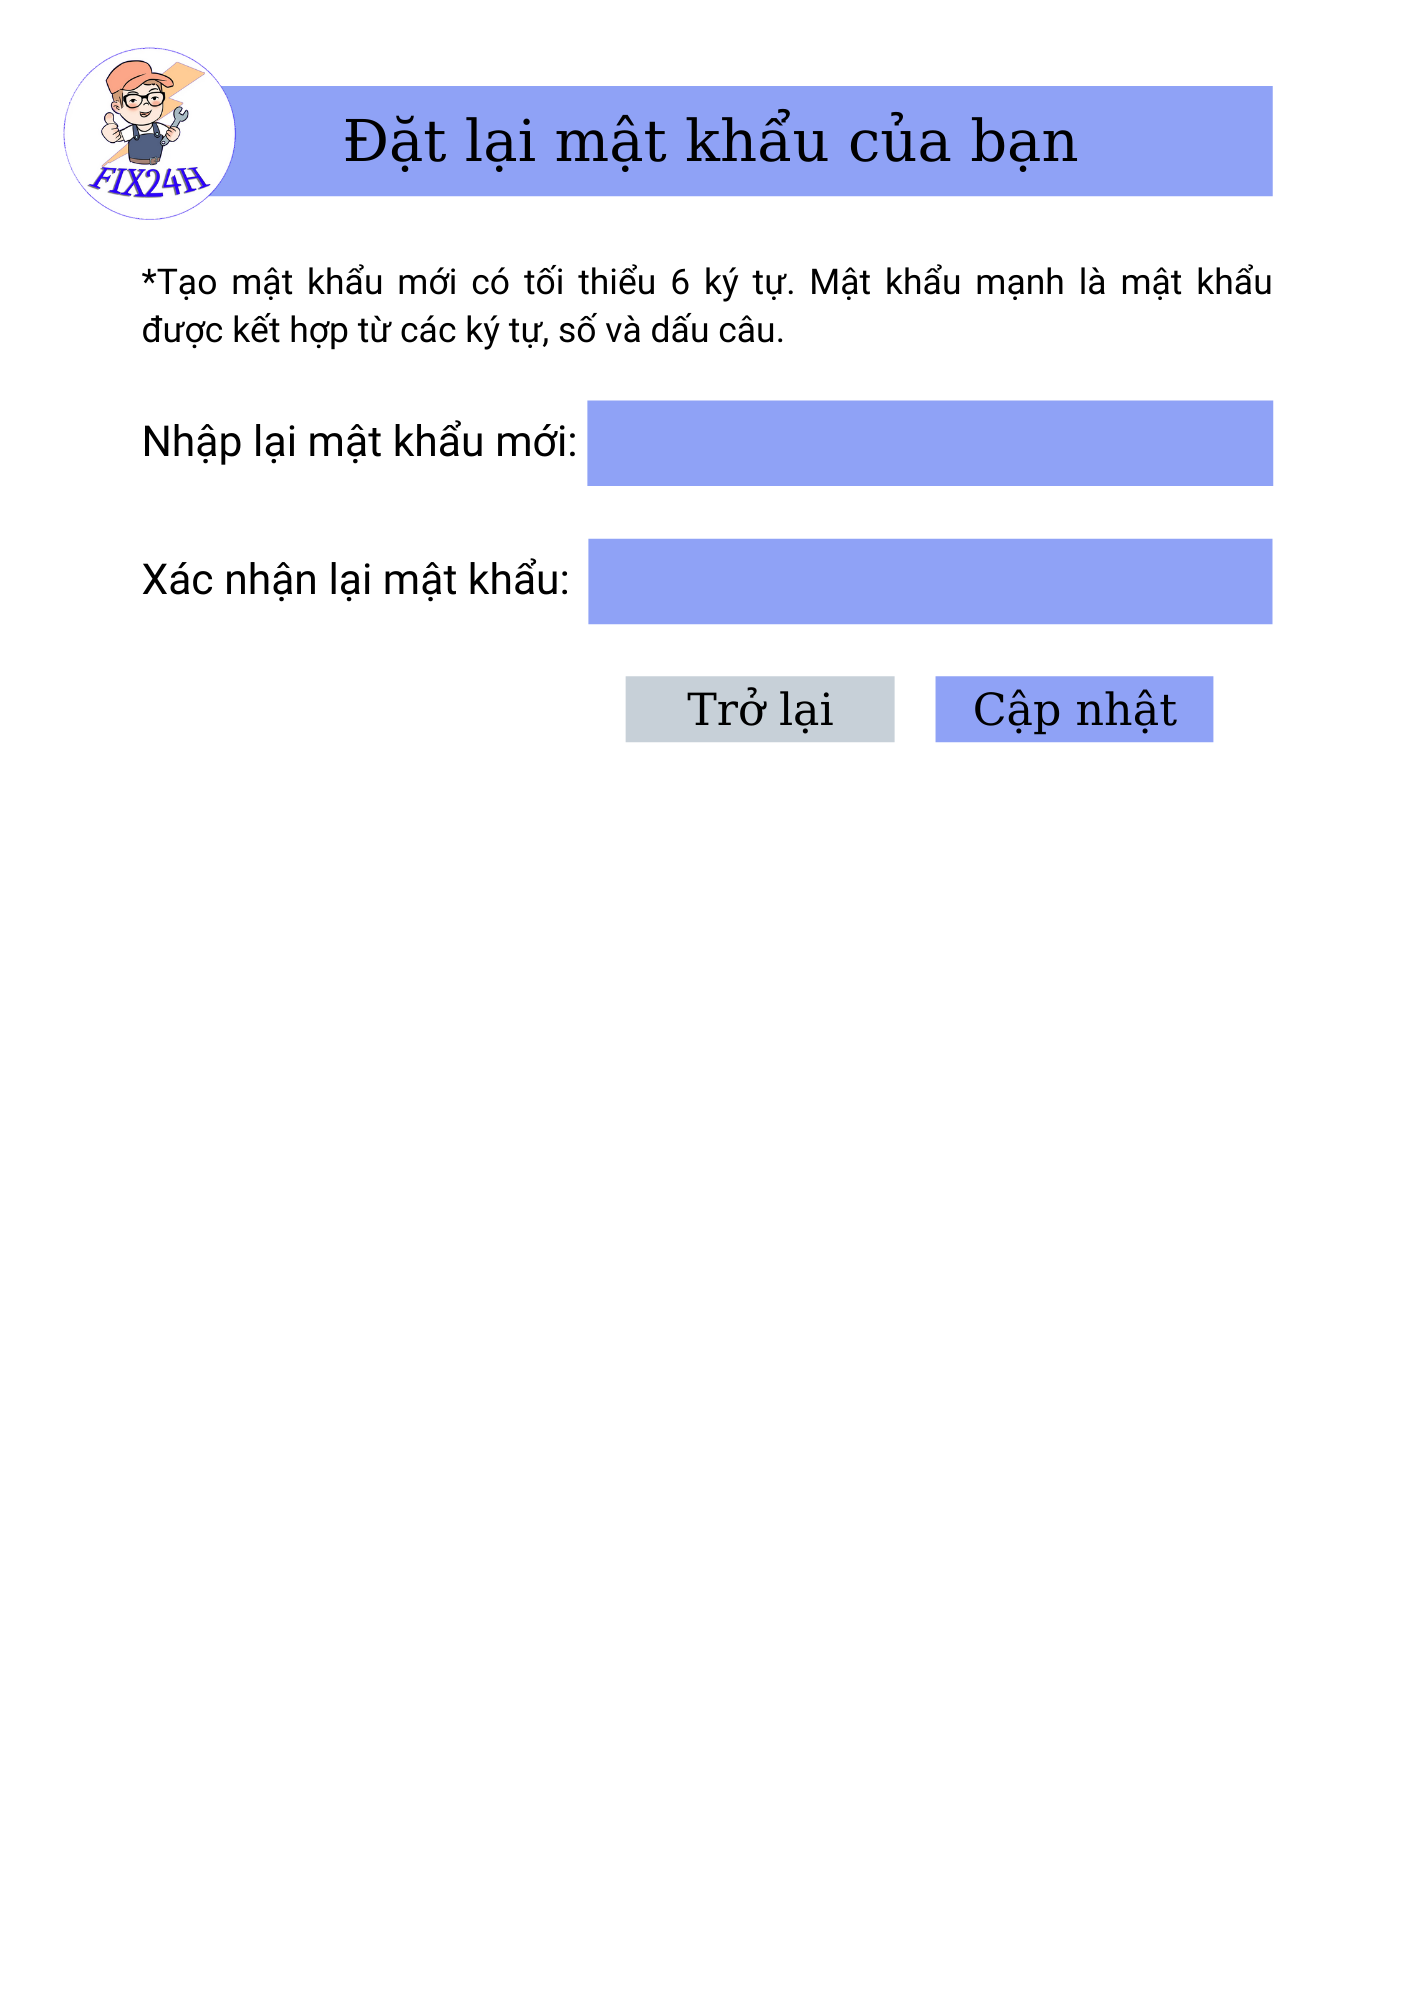 FIX24H
Đặt lại mật khẩu của bạn
*Tạo mật khẩu mới có tối thiểu 6 ký tự. Mật khẩu mạnh là mật khẩu
được kết hợp từ các ký tự, số và dấu câu.
Nhập lại mật khẩu mới:
Xác nhận lại mật khẩu:
Trở lại
Cập nhật